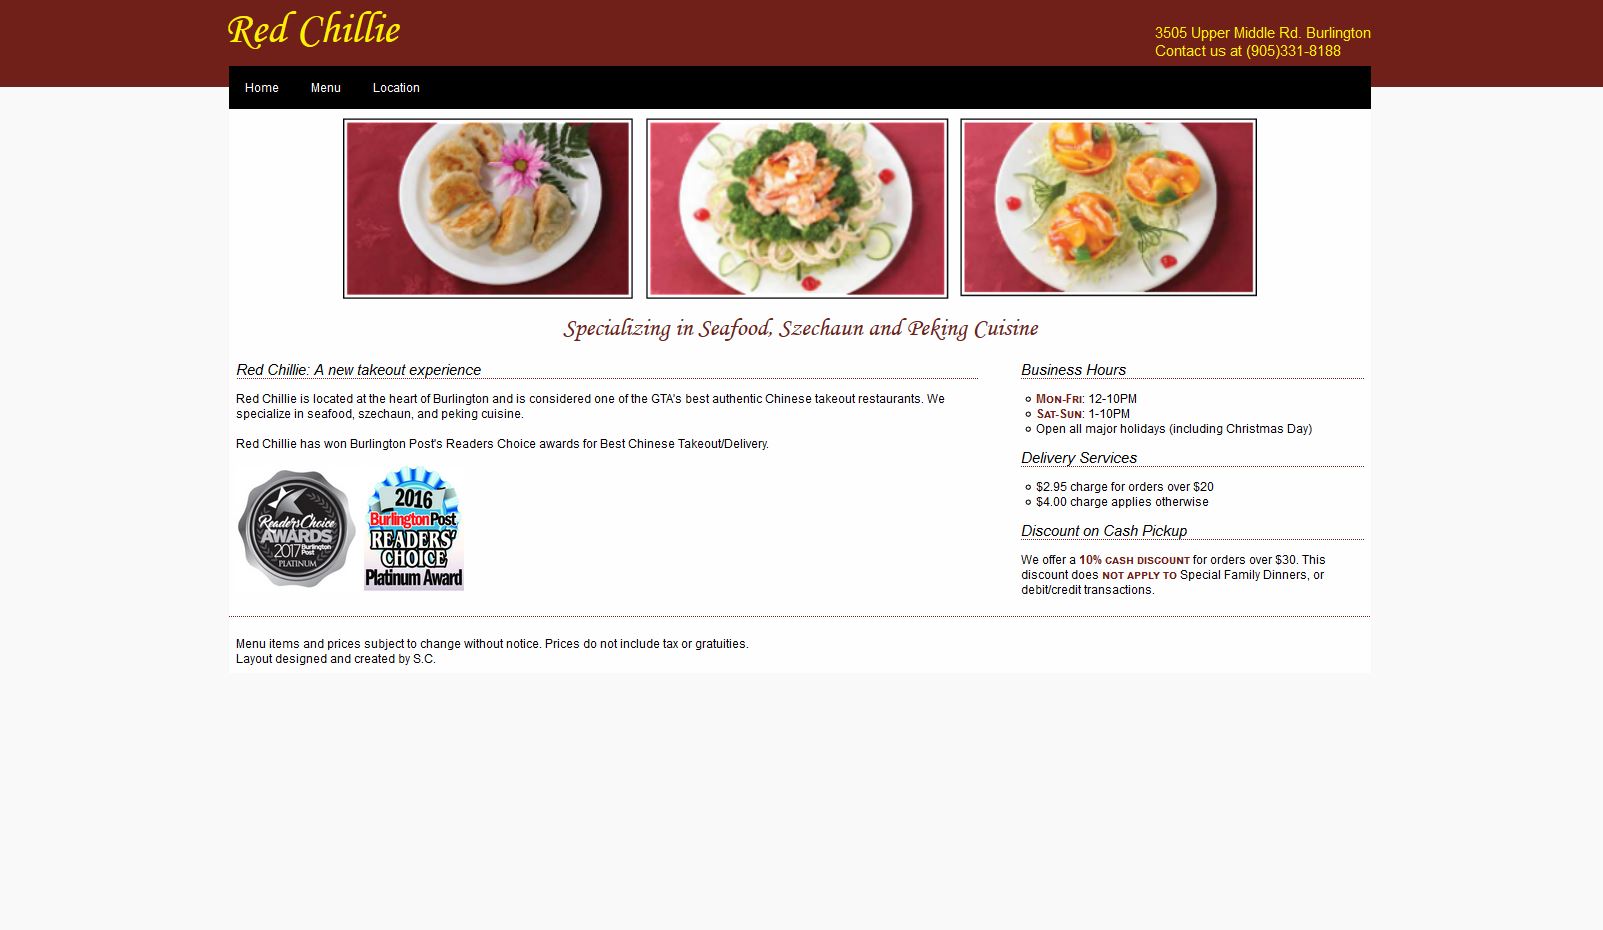 Red Chillie
3505 Upper Middle Rd. Burlington
Contact us at (905)331-8188
Home
Menu
Location
Specializing in Seafood, Szechaun and Peking Cuisine
Red Chillie: A new takeout experience
Red Chillie is located at the heart of Burlington and is considered one of the GTA's best authentic Chinese takeout restaurants. We
specialize in seafood, szechaun, and peking cuisine.
Red Chillie has won Burlington Post's Readers Choice awards for Best Chinese Takeout/Delivery.
Readers' Choice
AWARDS
2017 Burlington
Post
PLATINUM
2016
BurlingtonPost
READERS'
CHOICE
Platinum Award
Business Hours
MON-FRI: 12-10PM
SAT-SUN: 1-10PM
Open all major holidays (including Christmas Day)
Delivery Services
$2.95 charge for orders over $20
$4.00 charge applies otherwise
Discount on Cash Pickup
We offer a 10% CASH DISCOUNT for orders over $30. This
discount does NOT APPLY TO Special Family Dinners, or
debit/credit transactions.
Menu items and prices subject to change without notice. Prices do not include tax or gratuities.
Layout designed and created by S.C.